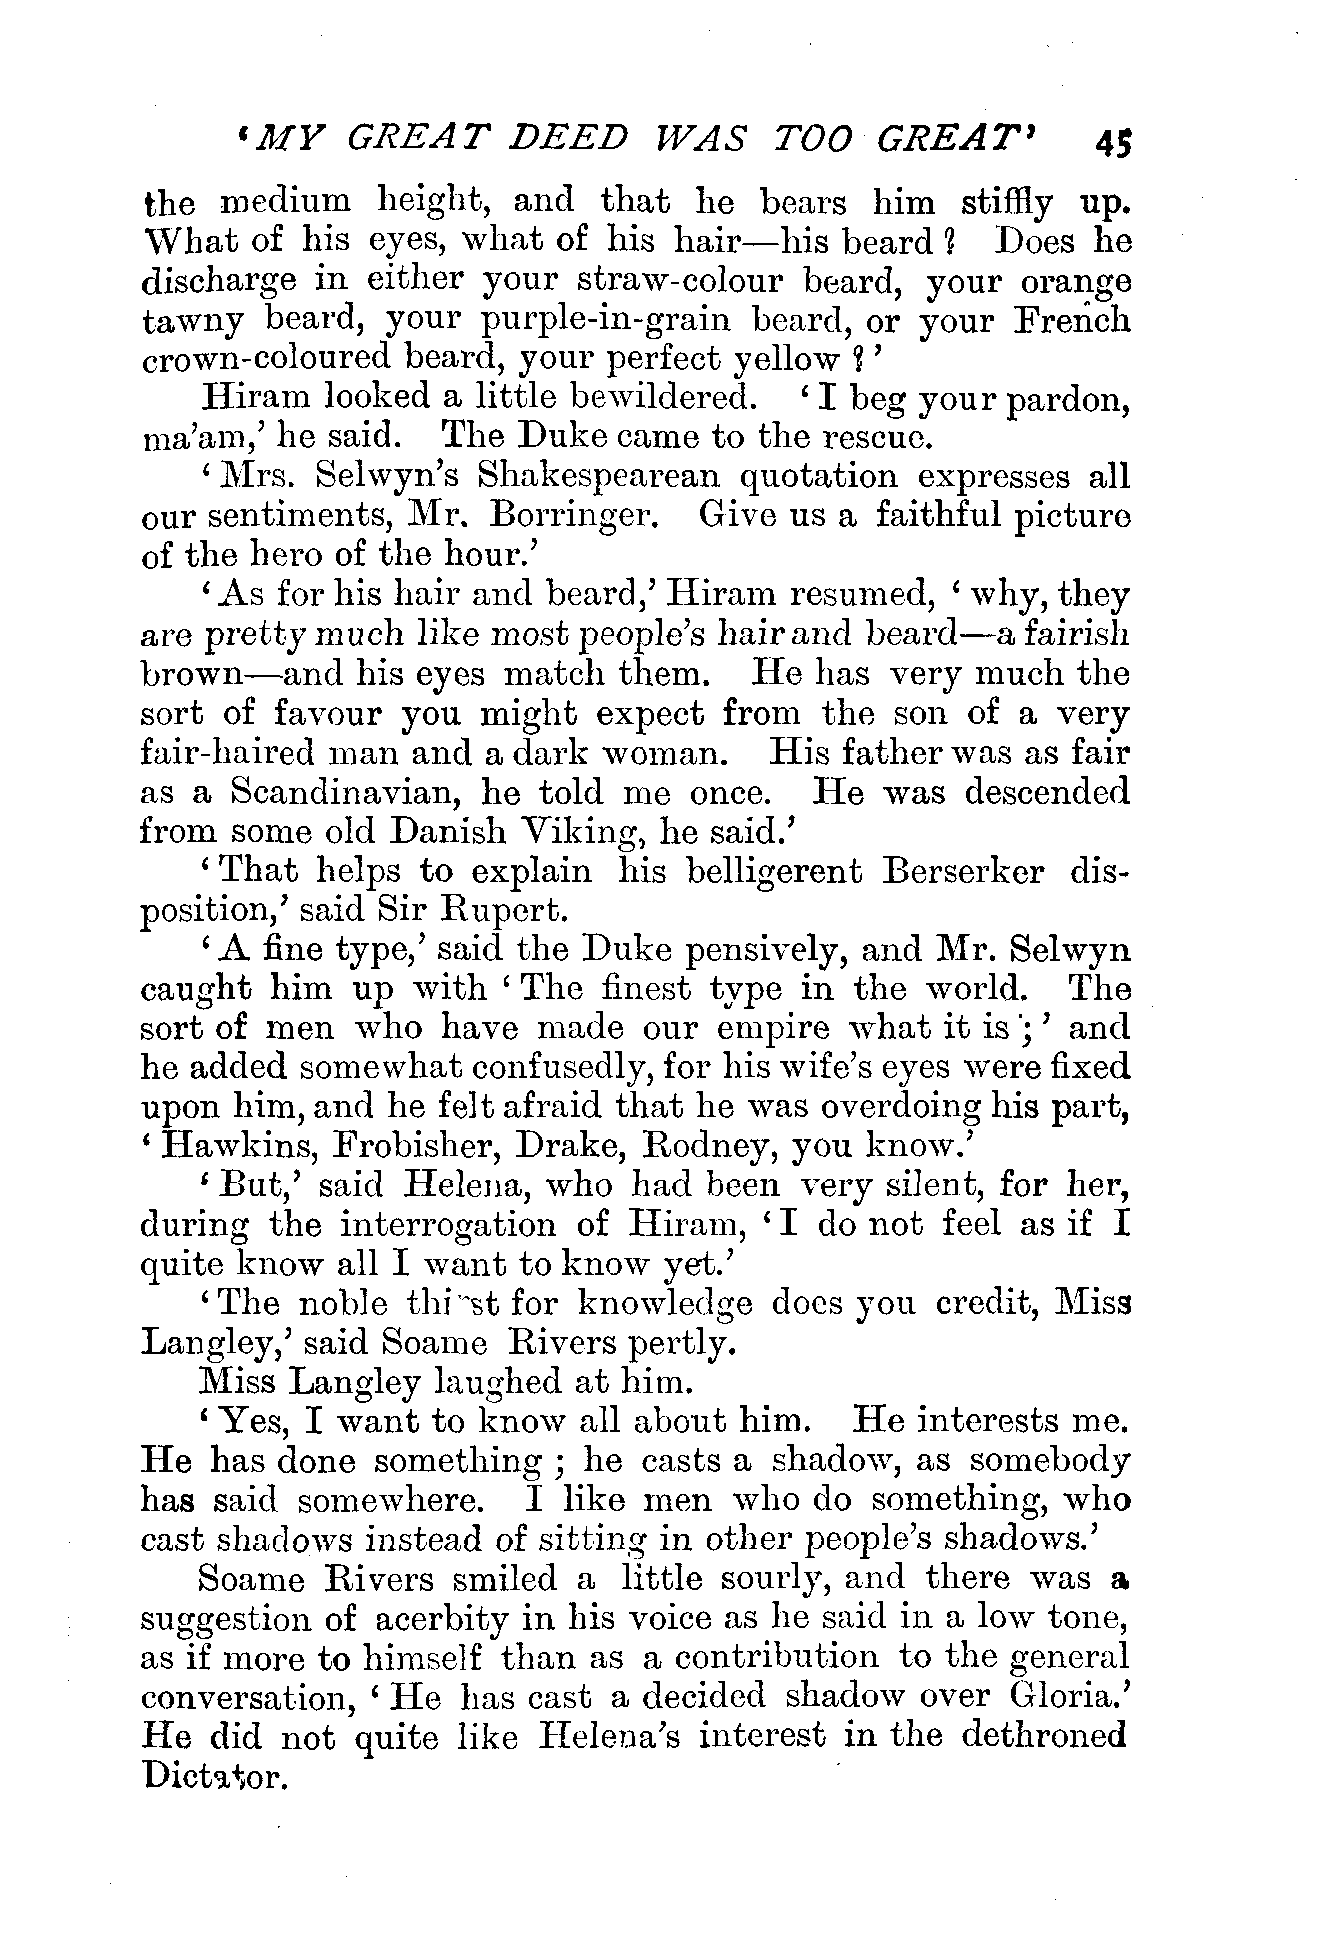 ‘MY GREAT DEED WAS TOO GREAT’ 45
the medium height, and that he bears him stiffly up.
What of his eyes, what of his hair—his beard? Does he
discharge in either your straw-colour beard, your orange
tawny beard, your purple-in-grain beard, or your French
crown-coloured beard, your perfect yellow?’
Hiram looked a little bewildered. ‘I beg your pardon,
ma’am,’ he said. The Duke came to the rescue.
‘Mrs. Selwyn’s Shakespearean quotation expresses all
our sentiments, Mr. Borringer. Give us a faithful picture
of the hero of the hour.’
‘As for his hair and beard,’ Hiram resumed, ‘why, they
are pretty much like most people’s hair and beard—a fairish
brown—and his eyes match them. He has very much the
sort of favour you might expect from the son of a very
fair-haired man and a dark woman. His father was as fair
as a Scandinavian, he told me once. He was descended
from some old Danish Viking, he said.’
‘That helps to explain his belligerent Berserker dis-
position,’ said Sir Rupert.
‘A fine type,’ said the Duke pensively, and Mr. Selwyn
caught him up with ‘The finest type in the world. The
sort of men who have made our empire what it is;’ and
he added somewhat confusedly, for his wife’s eyes were fixed
upon him, and he felt afraid that he was overdoing his part,
‘Hawkins, Frobisher, Drake, Rodney, you know.’
‘But,’ said Helena, who had been very silent, for her,
during the interrogation of Hiram, ‘I do not feel as if I
quite know all I want to know yet.’
‘The noble thirst for knowledge does you credit, Miss
Langley,’ said Soame Rivers pertly.
Miss Langley laughed at him.
‘Yes, I want to know all about him. He interests me.
He has done something; he casts a shadow, as somebody
has said somewhere. I like men who do something, who
cast shadows instead of sitting in other people’s shadows.’
Soame Rivers smiled a little sourly, and there was a
suggestion of acerbity in his voice as he said in a low tone,
as if more to himself than as a contribution to the general
conversation, ‘He has cast a decided shadow over Gloria.’
He did not quite like Helena’s interest in the dethroned
Dictator.